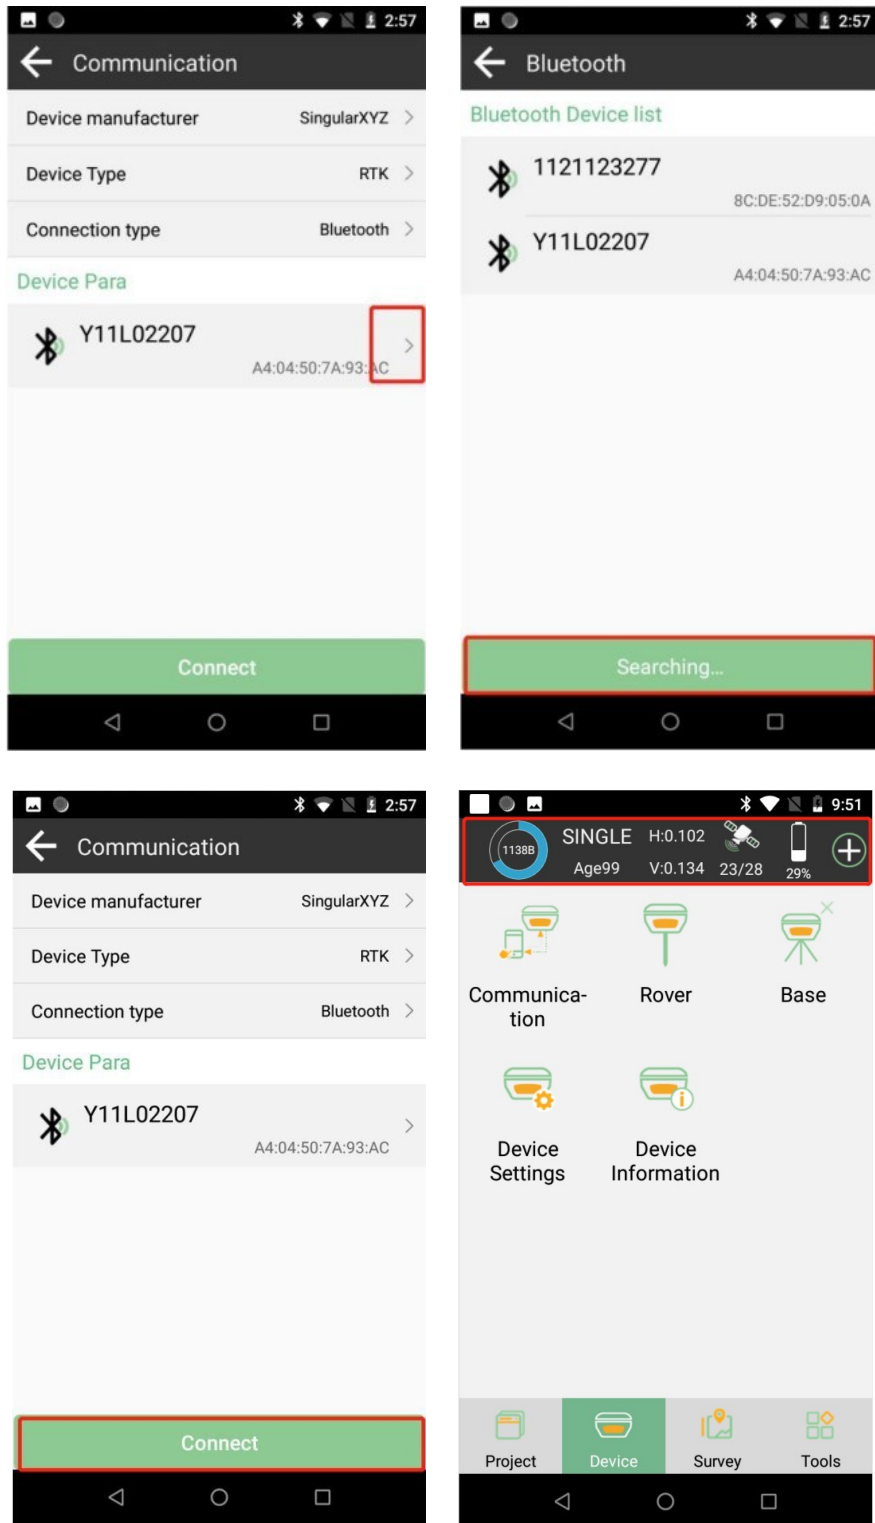 2:57
Communication
Device manufacturer SingularXYZ
Device Type RTK
Connection type Bluetooth
Device Para
Y11L02207
A4:04:50:7A:93:AC
Connect
2:57
Bluetooth
Bluetooth Device list
1121123277
8C:DE:52:D9:05:0A
Y11L02207
A4:04:50:7A:93:AC
Searching...
2:57
Communication
Device manufacturer SingularXYZ
Device Type RTK
Connection type Bluetooth
Device Para
Y11L02207
A4:04:50:7A:93:AC
Connect
9:51
1138B SINGLE H:0.102
Age99 V:0.134 23/28 29%
Communica-
tion
Rover
Base
Device
Settings
Device
Information
Project Device Survey Tools